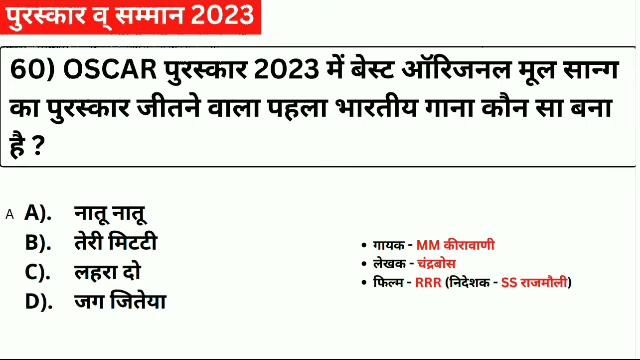 पुरस्कार व् सम्मान 2023
60) OSCAR पुरस्कार 2023 में बेस्ट ऑरिजनल मूल सान्ग
का पुरस्कार जीतने वाला पहला भारतीय गाना कौन सा बना
है ?
A A). नातू नातू
B). तेरी मिटटी
C). लहरा दो
D). जग जितेया
• गायक - MM कीरावाणी
• लेखक - चंद्रबोस
• फिल्म - RRR (निदेशक - SS राजमौली)